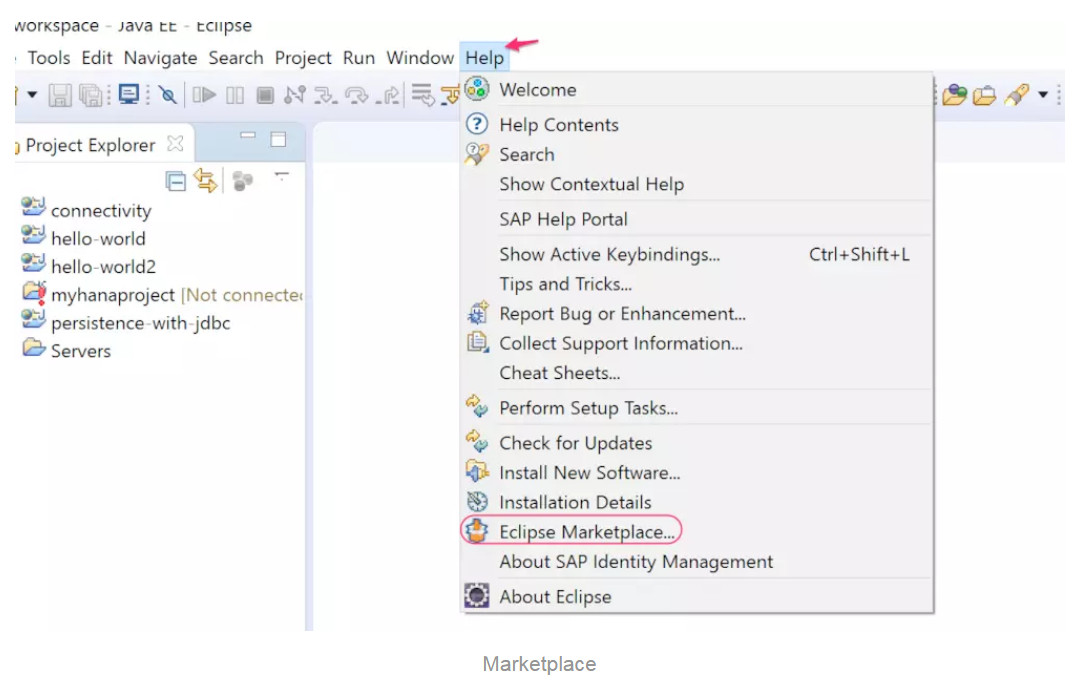 workspace - Java EE - Eclipse
Tools Edit Navigate Search Project Run Window Help
Welcome
Project Explorer
Help Contents
Search
Show Contextual Help
connectivity
SAP Help Portal
hello-world
Show Active Keybindings... Ctrl+Shift+L
hello-world2
Tips and Tricks...
myhanaproject [Not connected
Report Bug or Enhancement...
persistence-with-jdbc
Collect Support Information...
Servers
Cheat Sheets...
Perform Setup Tasks...
Check for Updates
Install New Software...
Installation Details
Eclipse Marketplace...
About SAP Identity Management
About Eclipse
Marketplace